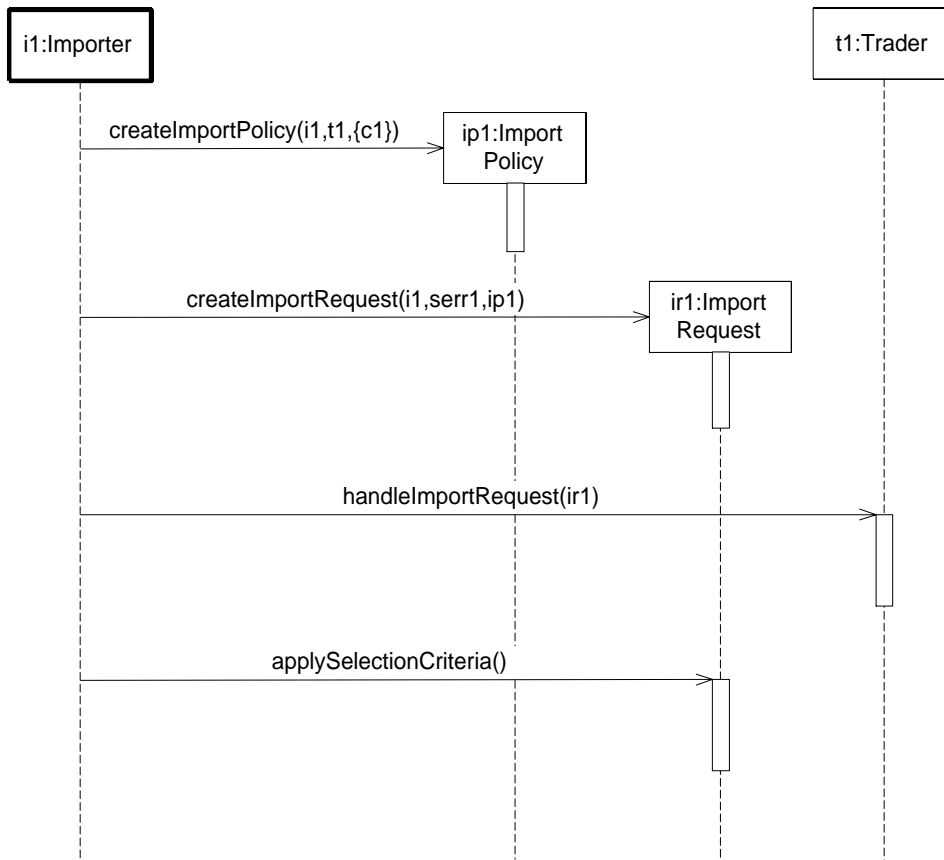 i1:Importer
t1:Trader
createImportPolicy(i1,t1,{c1})
ip1:Import
Policy
createImportRequest(i1,serr1,ip1)
ir1:Import
Request
handleImportRequest(ir1)
applySelectionCriteria()